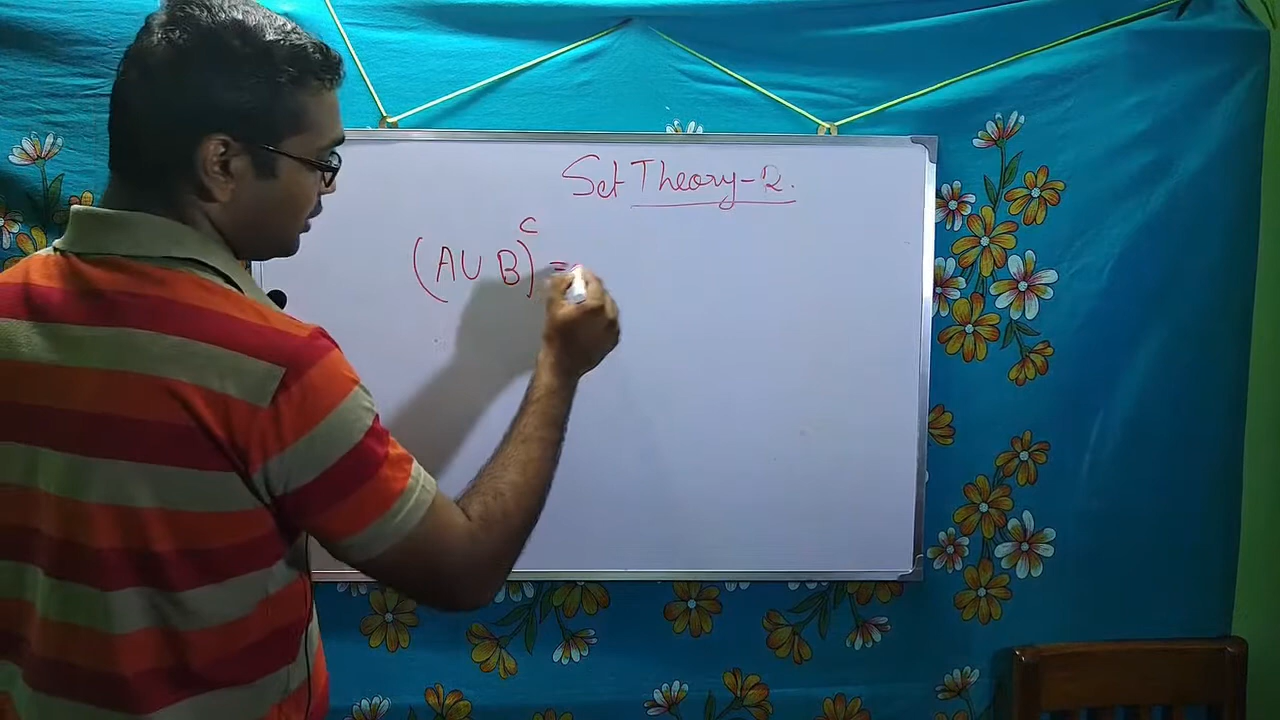 Set Theory-2.
(A∪B)ᶜ =